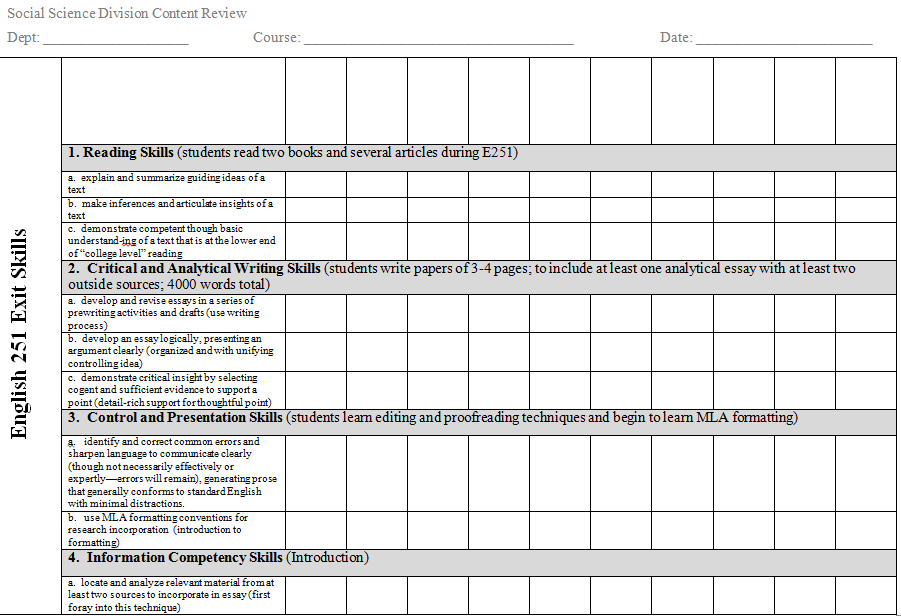 Social Science Division Content Review
Dept: ____________________ Course: _____________________________________ Date: ________________________
English 251 Exit Skills
1. Reading Skills (students read two books and several articles during E251)
a. explain and summarize guiding ideas of a
text
b. make inferences and articulate insights of a
text
c. demonstrate competent though basic
understand-ing of a text that is at the lower end
of “college level” reading
2. Critical and Analytical Writing Skills (students write papers of 3-4 pages; to include at least one analytical essay with at least two
outside sources; 4000 words total)
a. develop and revise essays in a series of
prewriting activities and drafts (use writing
process)
b. develop an essay logically, presenting an
argument clearly (organized and with unifying
controlling idea)
c. demonstrate critical insight by selecting
cogent and sufficient evidence to support a
point (detail-rich support for thoughtful point)
3. Control and Presentation Skills (students learn editing and proofreading techniques and begin to learn MLA formatting)
a. identify and correct common errors and
sharpen language to communicate clearly
(though not necessarily effectively or
expertly—errors will remain), generating prose
that generally conforms to standard English
with minimal distractions.
b. use MLA formatting conventions for
research incorporation (introduction to
formatting)
4. Information Competency Skills (Introduction)
a. locate and analyze relevant material from at
least two sources to incorporate in essay (first
foray into this technique)